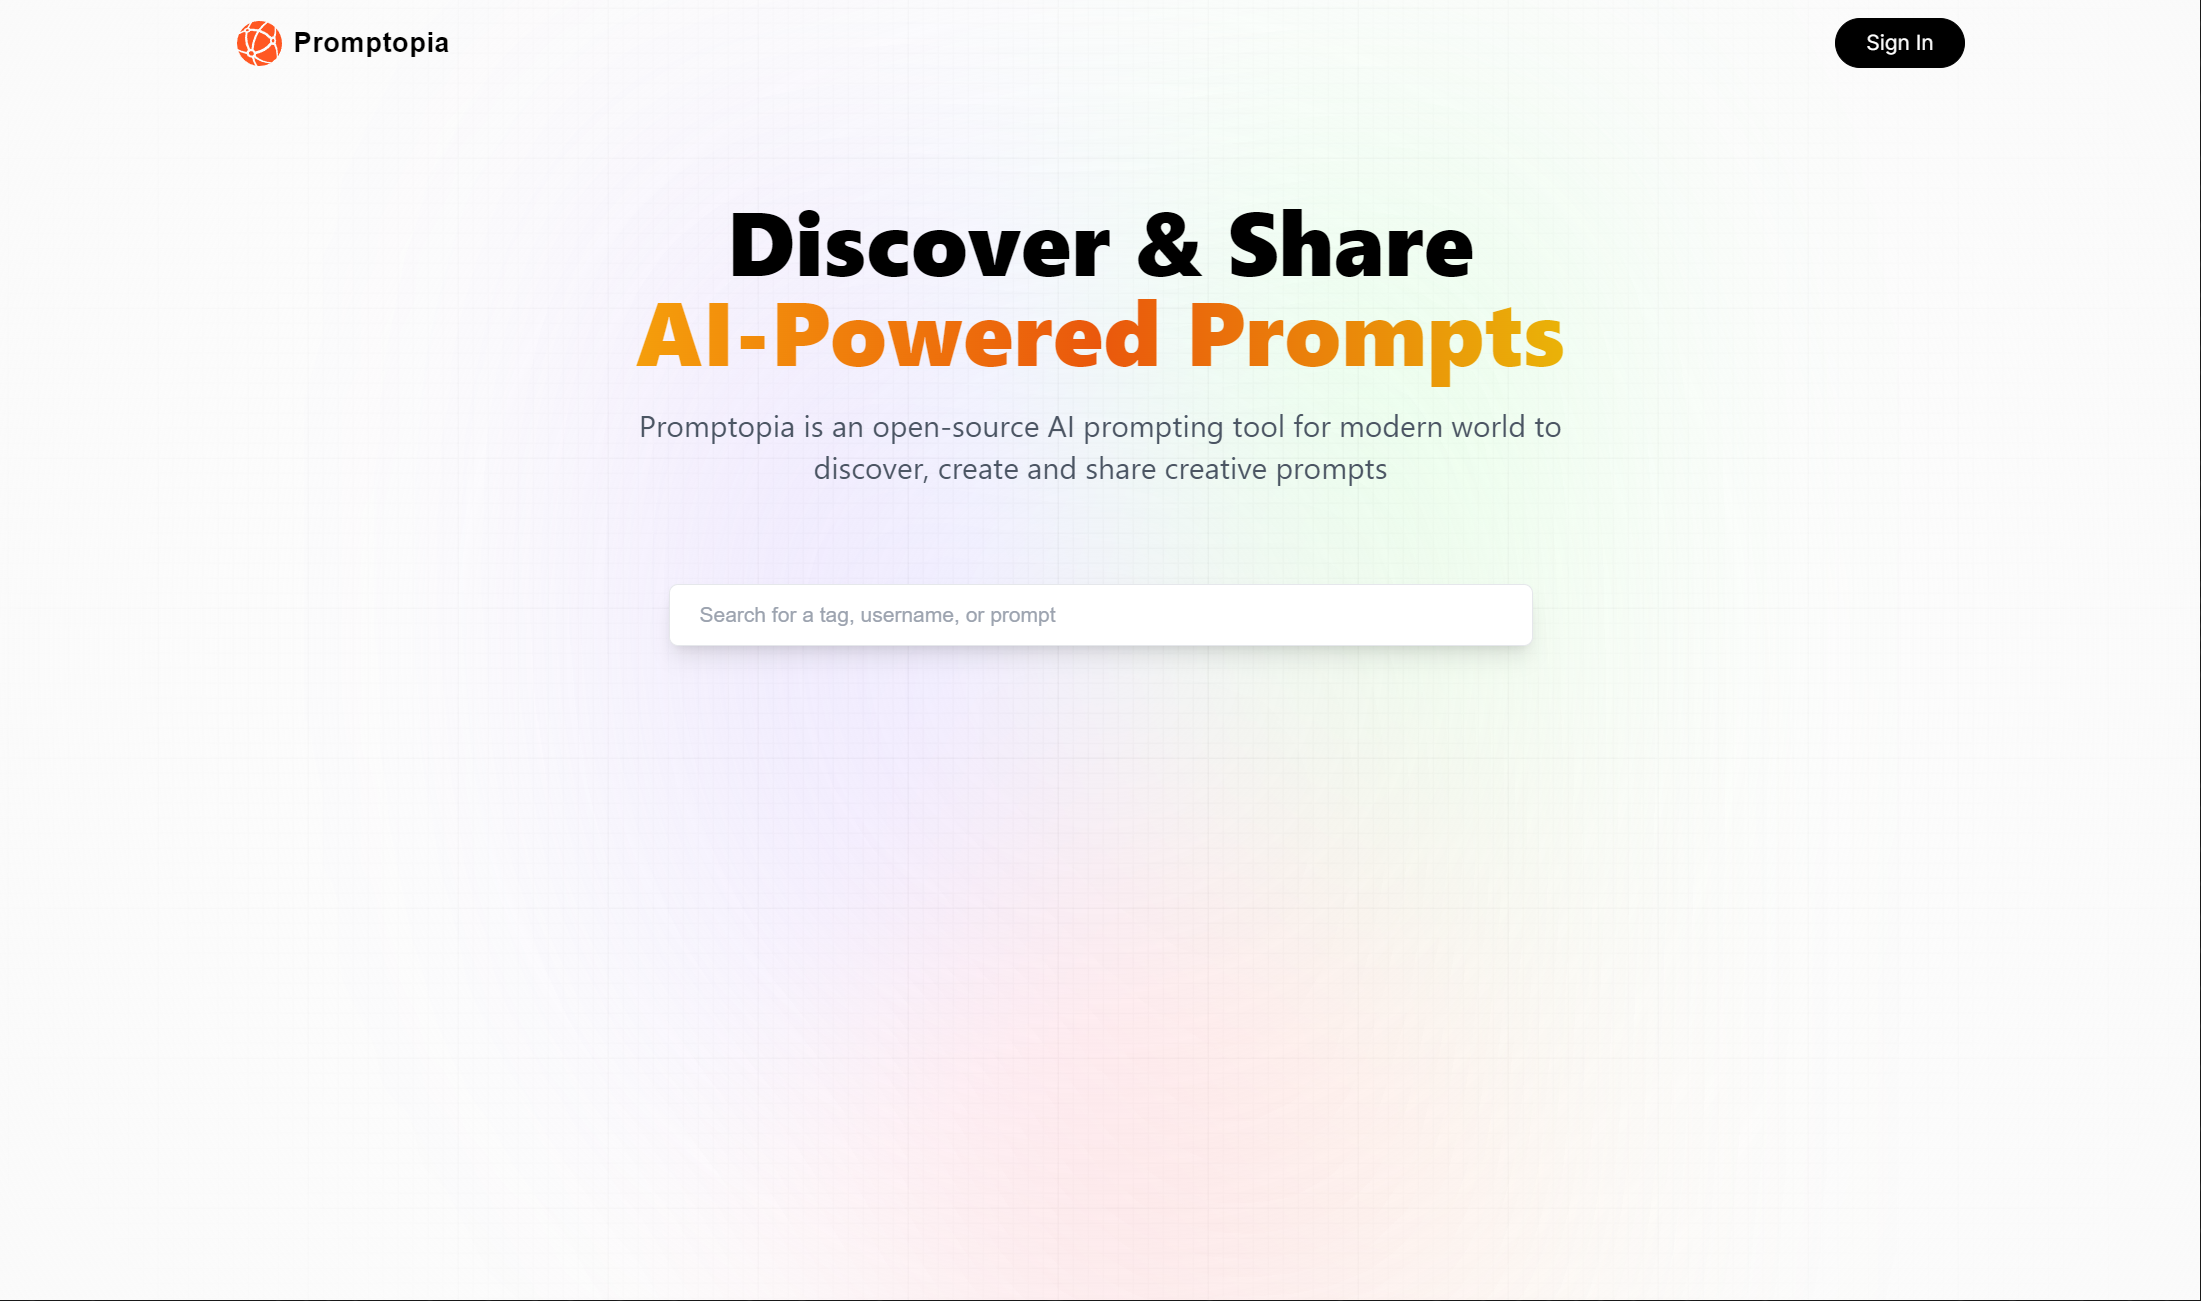 Promptopia
Sign In
Discover & Share
AI-Powered Prompts
Promptopia is an open-source AI prompting tool for modern world to
discover, create and share creative prompts
Search for a tag, username, or prompt